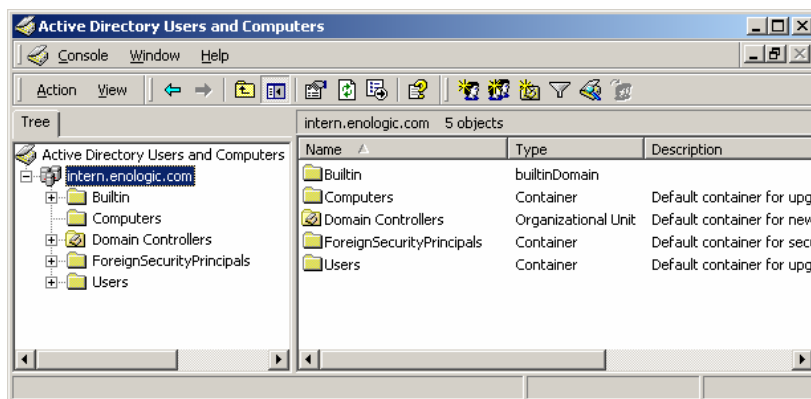 Active Directory Users and Computers
Console Window Help
Action View
Tree
intern.enologic.com 5 objects
Active Directory Users and Computers
intern.enologic.com
Builtin
Computers
Domain Controllers
ForeignSecurityPrincipals
Users
Name Type Description
Builtin builtinDomain
Computers Container Default container for upg
Domain Controllers Organizational Unit Default container for new
ForeignSecurityPrincipals Container Default container for sec
Users Container Default container for upg